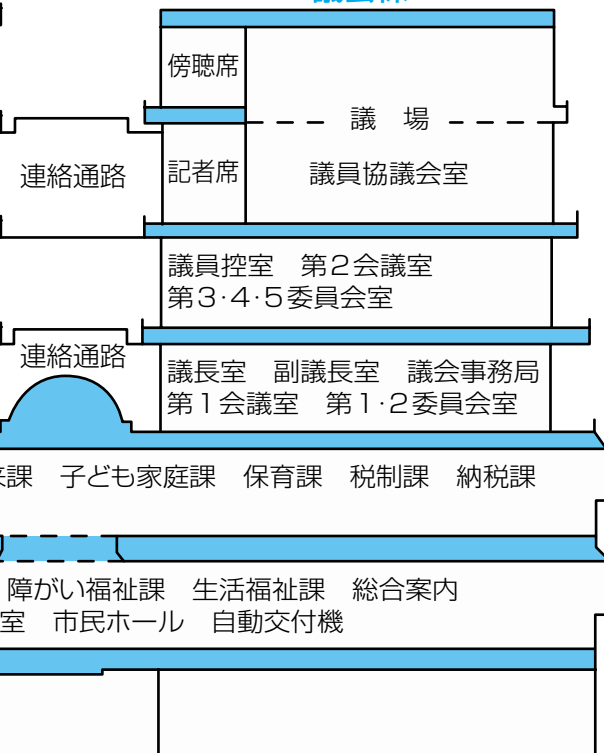 傍聴席
議　場
連絡通路
記者席
議員協議会室
議員控室　第２会議室
第３·４·５委員会室
連絡通路
議長室　副議長室　議会事務局
第１会議室　第１·２委員会室
課　子ども家庭課　保育課　税制課　納税課
障がい福祉課　生活福祉課　総合案内
室　市民ホール　自動交付機